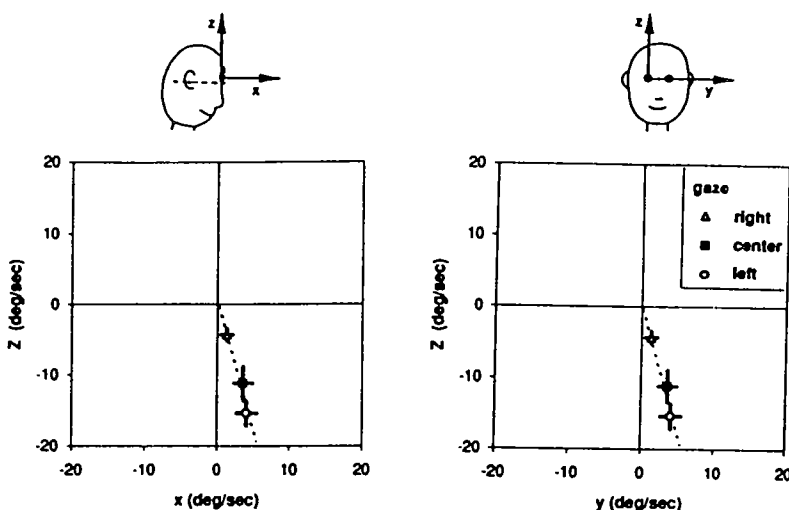 z
x
z
y
20
10
0
-10
-20
Z (deg/sec)
-20 -10 0 10 20
x (deg/sec)
20
10
0
-10
-20
Z (deg/sec)
-20 -10 0 10 20
y (deg/sec)
gaze
right
center
left